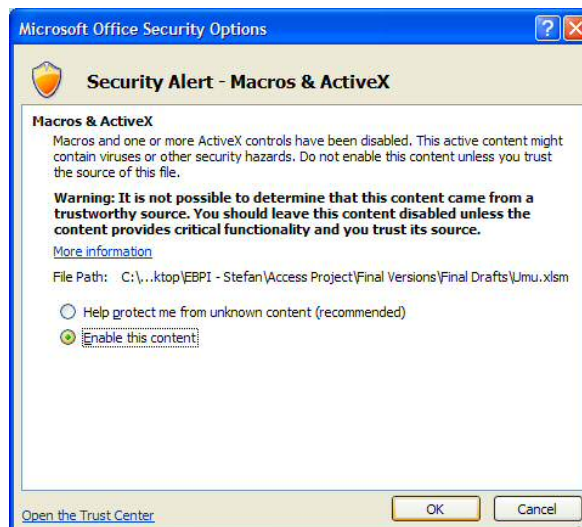 Microsoft Office Security Options
Security Alert - Macros & ActiveX
Macros & ActiveX
Macros and one or more ActiveX controls have been disabled. This active content might
contain viruses or other security hazards. Do not enable this content unless you trust
the source of this file.
Warning: It is not possible to determine that this content came from a
trustworthy source. You should leave this content disabled unless the
content provides critical functionality and you trust its source.
More information
File Path: C:\...ktop\EBPI - Stefan\Access Project\Final Versions\Final Drafts\Umu.xlsm
Help protect me from unknown content (recommended)
Enable this content
Open the Trust Center
OK
Cancel